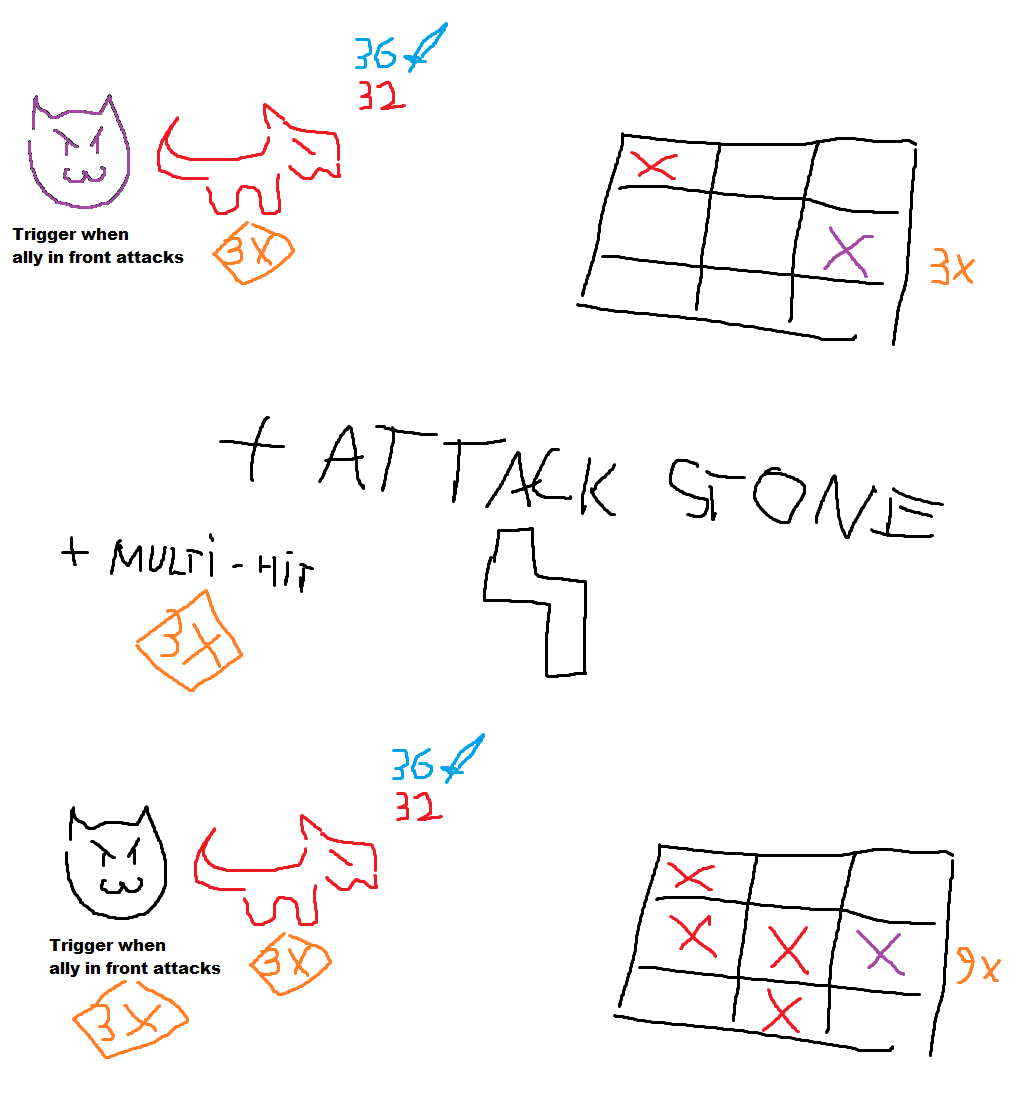 36
32
Trigger when
ally in front attacks
3X
3X
+ ATTACK STONE
+ MULTi-HiT
3X
36
32
Trigger when
ally in front attacks
3X
3X
9X